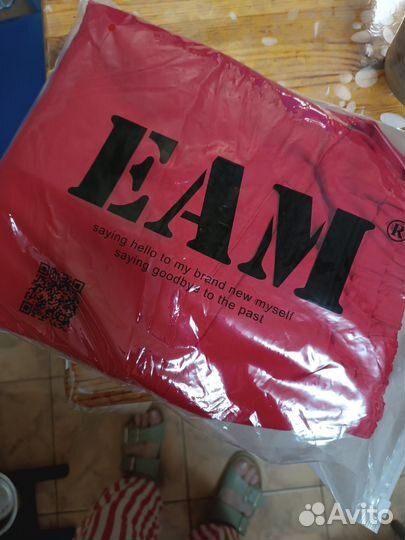 EAM®
saying hello to my brand new myself
saying goodbye to the past
Avito